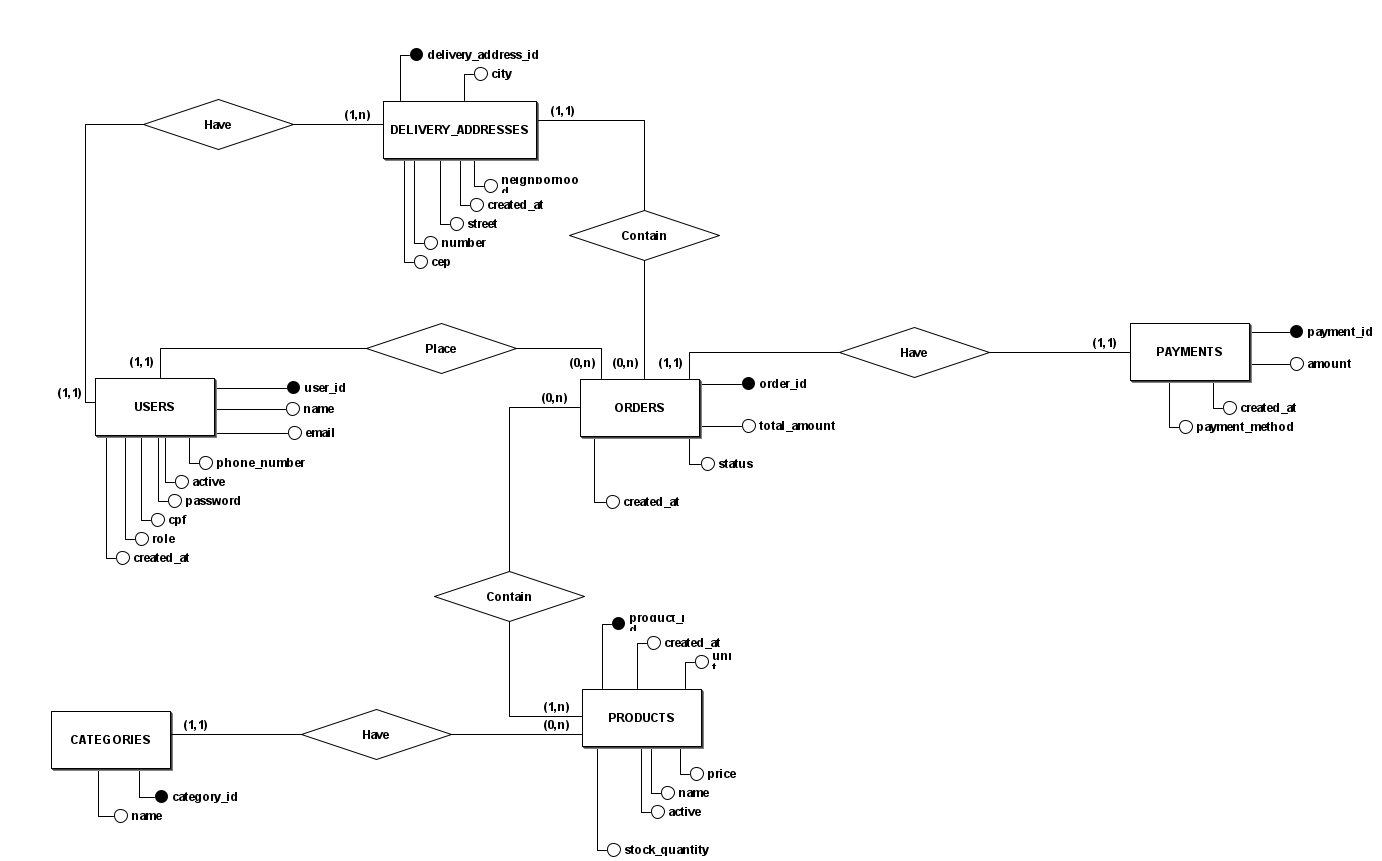 delivery_address_id
city
Have
(1,n)
DELIVERY_ADDRESSES
(1,1)
neighborhoo
d
created_at
street
number
cep
Contain
Place
(1,1)
(0,n)
(0,n)
(1,1)
Have
(1,1)
PAYMENTS
payment_id
amount
created_at
payment_method
(1,1)
USERS
user_id
name
email
phone_number
active
password
cpf
role
created_at
(0,n)
ORDERS
order_id
total_amount
status
created_at
Contain
product_i
d
created_at
uni
t
(1,n)
(0,n)
PRODUCTS
price
name
active
stock_quantity
CATEGORIES
(1,1)
Have
category_id
name